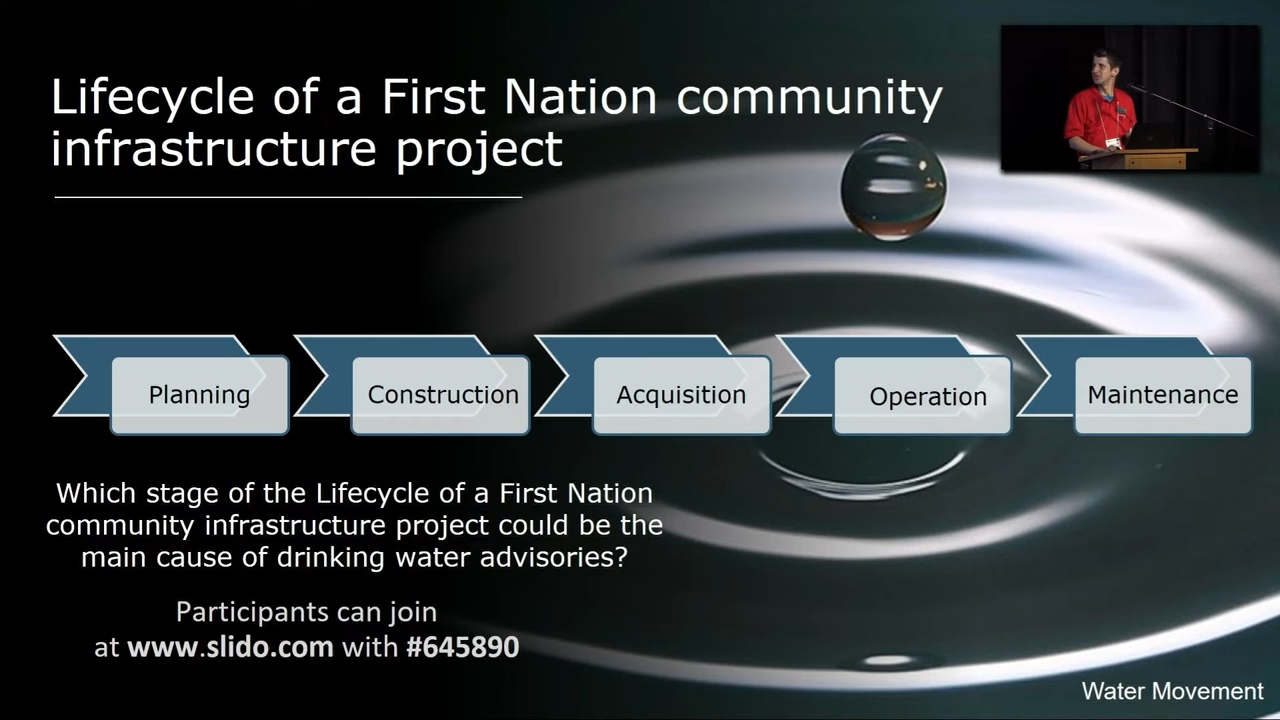 Lifecycle of a First Nation community
infrastructure project
Planning
Construction
Acquisition
Operation
Maintenance
Which stage of the Lifecycle of a First Nation
community infrastructure project could be the
main cause of drinking water advisories?
Participants can join
at www.slido.com with #645890
Water Movement